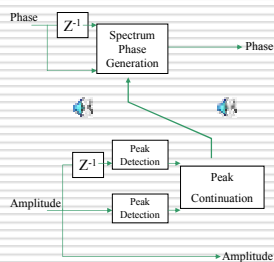 Phase
Z-1
Spectrum
Phase
Generation
Phase
Z-1
Peak
Detection
Peak
Continuation
Amplitude
Peak
Detection
Amplitude